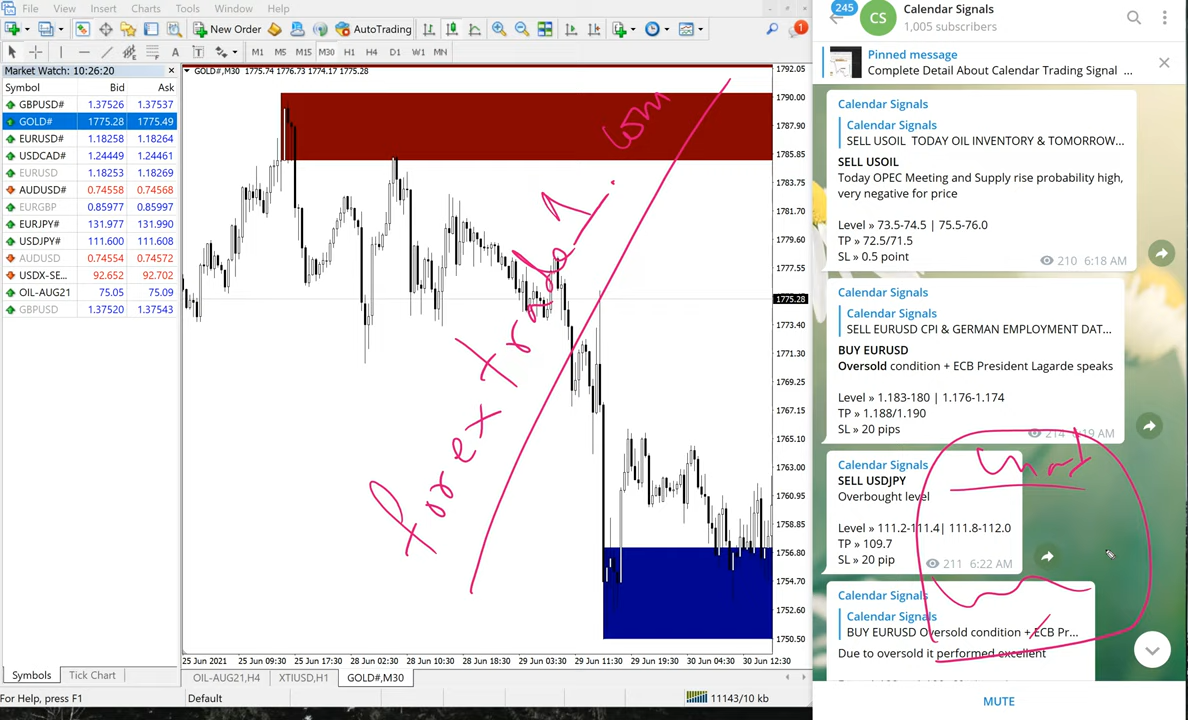 File View Insert Charts Tools Window Help
New Order AutoTrading
M1 M5 M15 M30 H1 H4 D1 W1 MN
Market Watch: 10:26:20
Symbol Bid Ask
GBPUSD# 1.37526 1.37537
GOLD# 1775.28 1775.49
EURUSD# 1.18258 1.18264
USDCAD# 1.24449 1.24461
EURUSD 1.18253 1.18269
AUDUSD# 0.74558 0.74568
EURGBP 0.85977 0.85997
EURJPY# 131.977 131.990
USDJPY# 111.600 111.608
AUDUSD 0.74554 0.74572
USDX-SE... 92.652 92.702
OIL-AUG21 75.05 75.09
GBPUSD 1.37520 1.37543
Symbols Tick Chart
For Help, press F1
GOLD#,M30 1775.74 1776.73 1774.17 1775.28
1792.05
1790.00
1787.90
1785.85
1783.75
1781.70
1779.60
1777.55
1775.28
1773.40
1771.30
1769.25
1767.15
1765.10
1763.00
1760.95
1758.85
1756.80
1754.70
1752.60
1750.50
25 Jun 2021 25 Jun 09:30 25 Jun 17:30 28 Jun 02:30 28 Jun 10:30 28 Jun 18:30 29 Jun 03:30 29 Jun 11:30 29 Jun 19:30 30 Jun 04:30 30 Jun 12:30
OIL-AUG21,H4 XTIUSD,H1 GOLD#,M30
Default 11143/10 kb
245
CS
Calendar Signals
1,005 subscribers
Pinned message
Complete Detail About Calendar Trading Signal ...
Calendar Signals
Calendar Signals
SELL USOIL TODAY OIL INVENTORY & TOMORROW...
SELL USOIL
Today OPEC Meeting and Supply rise probability high,
very negative for price
Level » 73.5-74.5 | 75.5-76.0
TP » 72.5/71.5
SL » 0.5 point
210 6:18 AM
Calendar Signals
Calendar Signals
SELL EURUSD CPI & GERMAN EMPLOYMENT DAT...
BUY EURUSD
Oversold condition + ECB President Lagarde speaks
Level » 1.183-180 | 1.176-1.174
TP » 1.188/1.190
SL » 20 pips
214 6:19 AM
Calendar Signals
SELL USDJPY
Overbought level
Level » 111.2-111.4| 111.8-112.0
TP » 109.7
SL » 20 pip
211 6:22 AM
Calendar Signals
Calendar Signals
BUY EURUSD Oversold condition + ECB Pr...
Due to oversold it performed excellent
MUTE